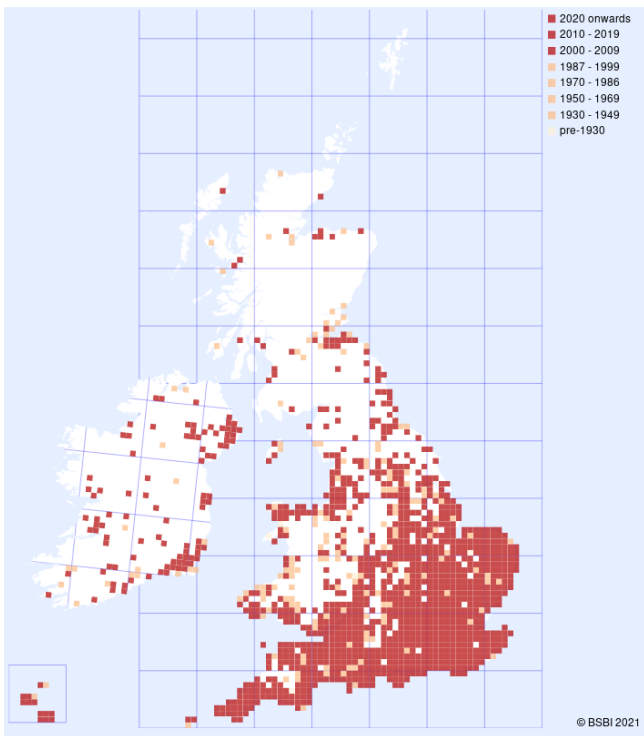 2020 onwards
2010 - 2019
2000 - 2009
1987 - 1999
1970 - 1986
1950 - 1969
1930 - 1949
pre-1930
© BSBI 2021